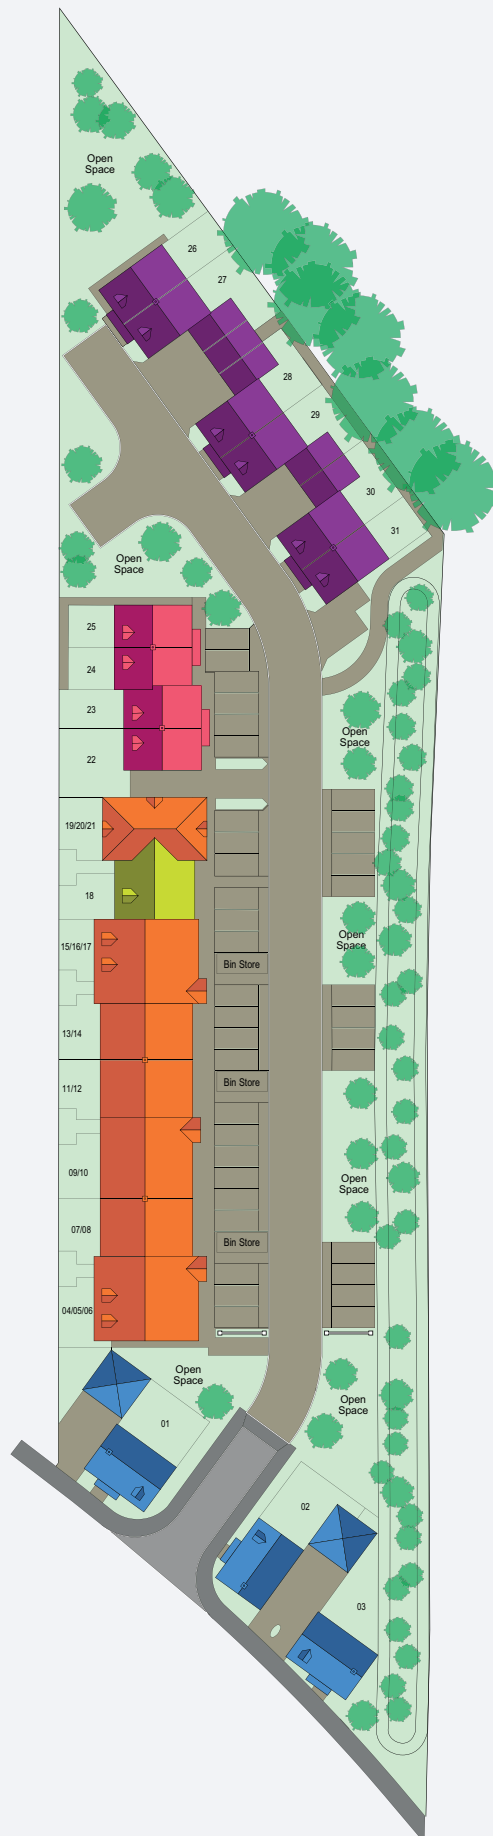 Open
Space
26
27
28
29
30
31
Open
Space
25
24
23
22
Open
Space
19/20/21
18
15/16/17
Open
Space
Bin Store
13/14
11/12
Bin Store
09/10
Open
Space
07/08
Bin Store
04/05/06
Open
Space
Open
Space
01
02
03